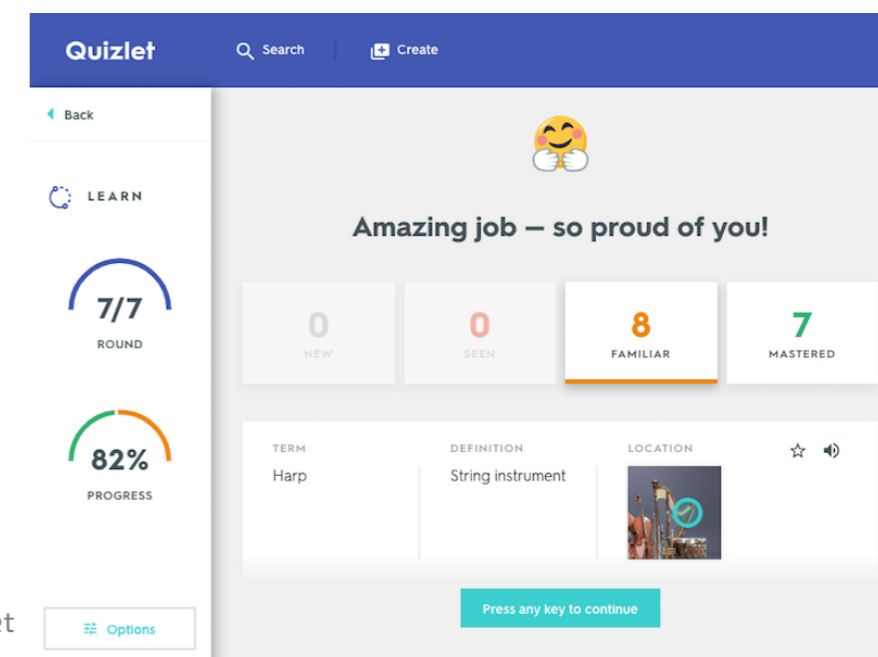 Quizlet
Search
Create
Back
LEARN
7/7
ROUND
82%
PROGRESS
Options
Amazing job — so proud of you!
0
NEW
0
SEEN
8
FAMILIAR
7
MASTERED
TERM
Harp
DEFINITION
String instrument
LOCATION
Press any key to continue